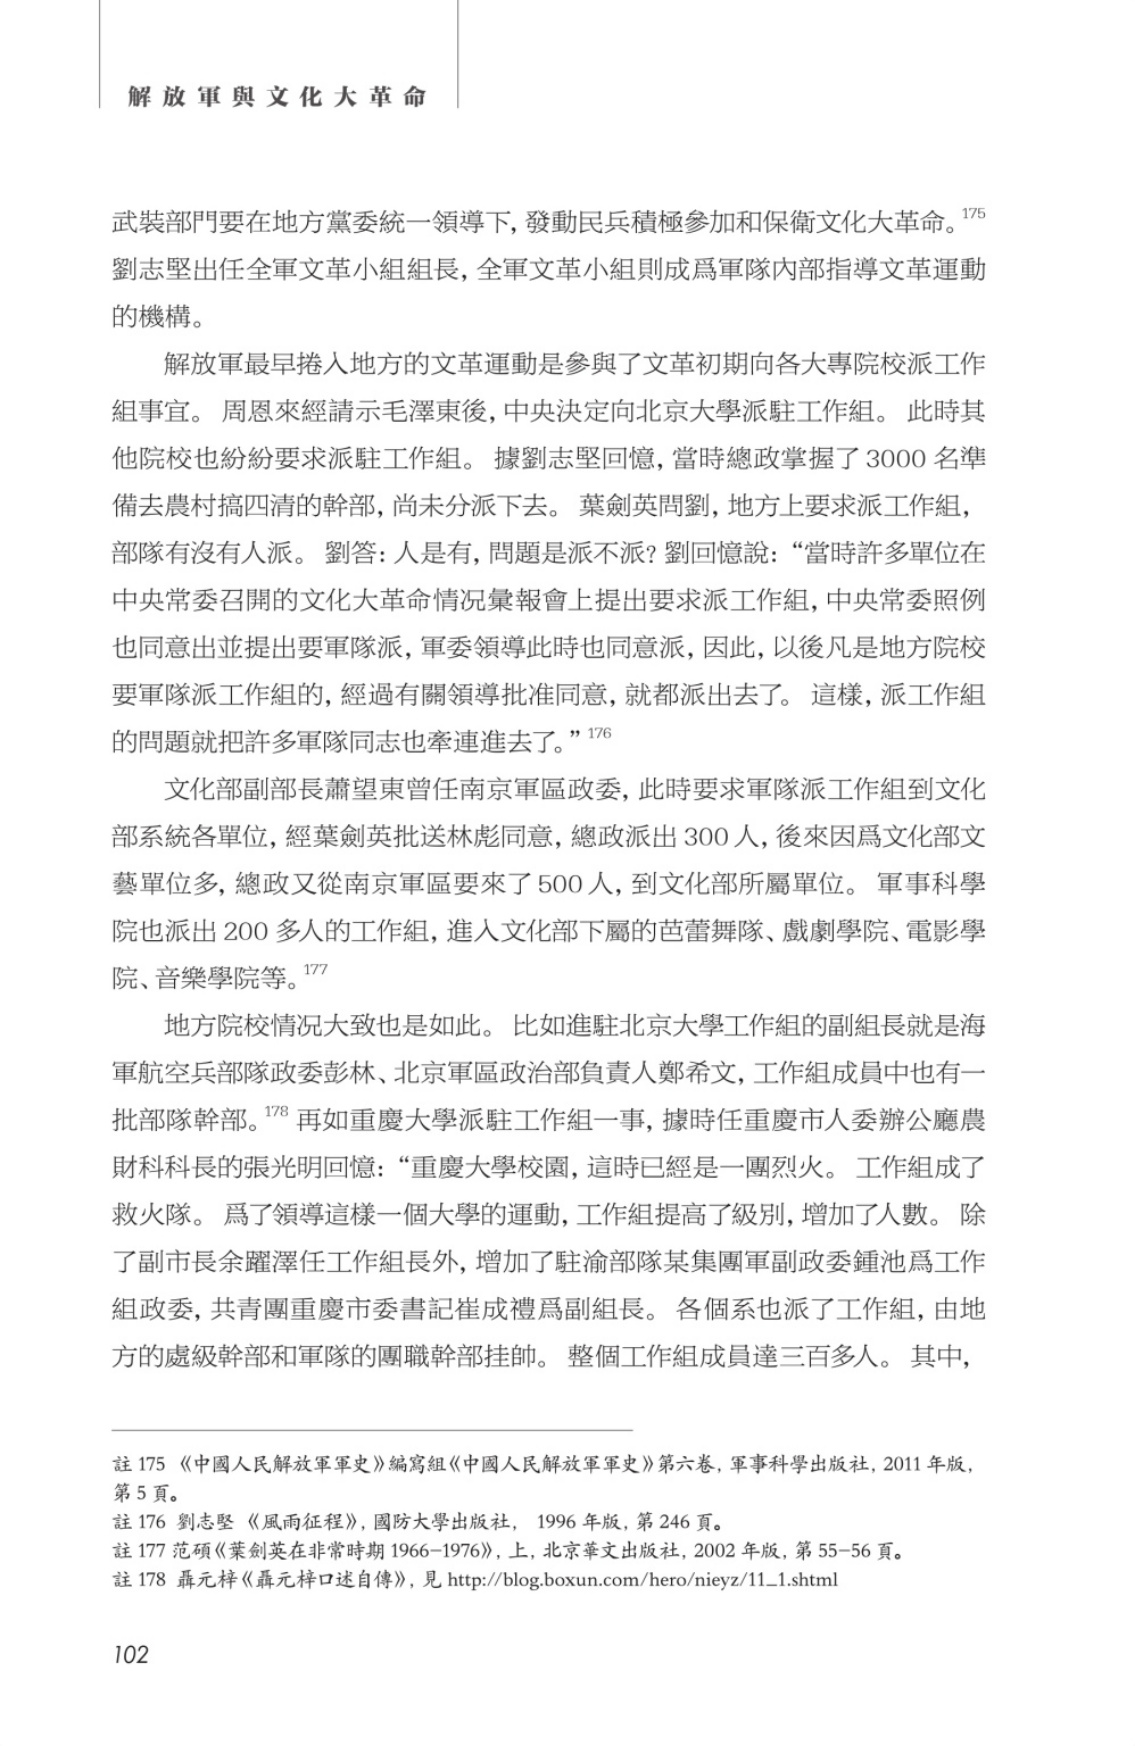 解放軍與文化大革命
武裝部門要在地方黨委統一領導下，發動民兵積極參加和保衛文化大革命。175
劉志堅出任全軍文革小組組長，全軍文革小組則成爲軍隊內部指導文革運動
的機構。
解放軍最早捲入地方的文革運動是參與了文革初期向各大專院校派工作
組事宜。 周恩來經請示毛澤東後，中央決定向北京大學派駐工作組。 此時其
他院校也紛紛要求派駐工作組。 據劉志堅回憶，當時總政掌握了 3000 名準
備去農村搞四清的幹部，尚未分派下去。 葉劍英問劉，地方上要求派工作組，
部隊有沒有人派。 劉答：人是有，問題是派不派？劉回憶說：“當時許多單位在
中央常委召開的文化大革命情況彙報會上提出要求派工作組，中央常委照例
也同意出並提出要軍隊派，軍委領導此時也同意派，因此，以後凡是地方院校
要軍隊派工作組的，經過有關領導批准同意，就都派出去了。 這樣，派工作組
的問題就把許多軍隊同志也牽連進去了。”176
文化部副部長蕭望東曾任南京軍區政委，此時要求軍隊派工作組到文化
部系統各單位，經葉劍英批送林彪同意，總政派出 300 人，後來因爲文化部文
藝單位多，總政又從南京軍區要來了 500 人，到文化部所屬單位。 軍事科學
院也派出 200 多人的工作組，進入文化部下屬的芭蕾舞隊、戲劇學院、電影學
院、音樂學院等。177
地方院校情況大致也是如此。 比如進駐北京大學工作組的副組長就是海
軍航空兵部隊政委彭林、北京軍區政治部負責人鄭希文，工作組成員中也有一
批部隊幹部。178 再如重慶大學派駐工作組一事，據時任重慶市人委辦公廳農
財科科長的張光明回憶：“重慶大學校園，這時已經是一團烈火。 工作組成了
救火隊。 爲了領導這樣一個大學的運動，工作組提高了級別，增加了人數。 除
了副市長余躍澤任工作組長外，增加了駐渝部隊某集團軍副政委鍾池爲工作
組政委，共青團重慶市委書記崔成禮爲副組長。 各個系也派了工作組，由地
方的處級幹部和軍隊的團職幹部挂帥。 整個工作組成員達三百多人。 其中，
註 175 《中國人民解放軍軍史》編寫組《中國人民解放軍軍史》第六卷，軍事科學出版社，2011 年版，
第 5 頁。
註 176 劉志堅 《風雨征程》，國防大學出版社， 1996 年版，第 246 頁。
註 177 范碩《葉劍英在非常時期 1966–1976》，上，北京華文出版社，2002 年版，第 55–56 頁。
註 178 聶元梓《聶元梓口述自傳》，見 http://blog.boxun.com/hero/nieyz/11_1.shtml
102